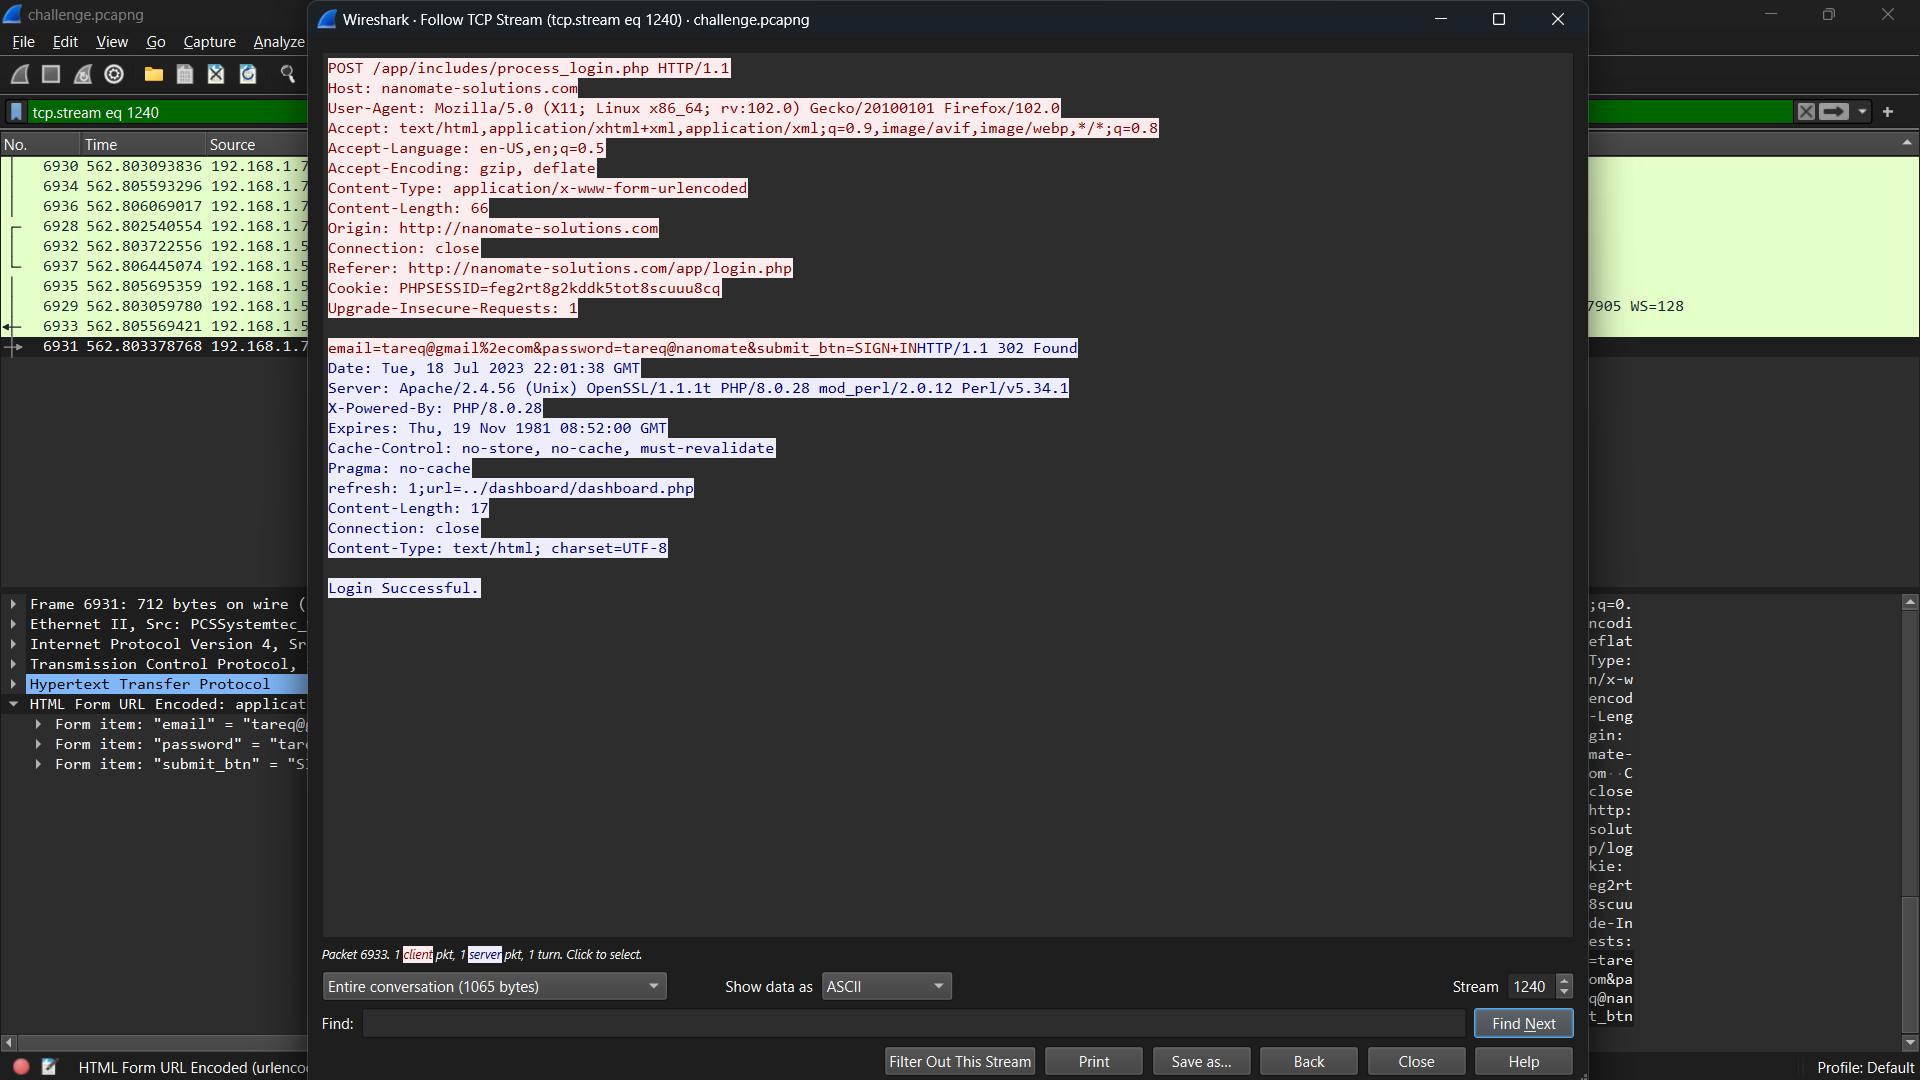 challenge.pcapng
File Edit View Go Capture Analyze
tcp.stream eq 1240
No. Time Source
6930 562.803093836 192.168.1.7
6934 562.805593296 192.168.1.7
6936 562.806069017 192.168.1.7
6928 562.802540554 192.168.1.7
6932 562.803722556 192.168.1.5
6937 562.806445074 192.168.1.5
6935 562.805695359 192.168.1.5
6929 562.803059780 192.168.1.5
6933 562.805569421 192.168.1.5
6931 562.803378768 192.168.1.7
7905 WS=128
Frame 6931: 712 bytes on wire (
Ethernet II, Src: PCSSystemtec_
Internet Protocol Version 4, Sr
Transmission Control Protocol,
Hypertext Transfer Protocol
HTML Form URL Encoded: applicat
Form item: "email" = "tareq@
Form item: "password" = "tar
Form item: "submit_btn" = "S
Wireshark · Follow TCP Stream (tcp.stream eq 1240) · challenge.pcapng
POST /app/includes/process_login.php HTTP/1.1
Host: nanomate-solutions.com
User-Agent: Mozilla/5.0 (X11; Linux x86_64; rv:102.0) Gecko/20100101 Firefox/102.0
Accept: text/html,application/xhtml+xml,application/xml;q=0.9,image/avif,image/webp,*/*;q=0.8
Accept-Language: en-US,en;q=0.5
Accept-Encoding: gzip, deflate
Content-Type: application/x-www-form-urlencoded
Content-Length: 66
Origin: http://nanomate-solutions.com
Connection: close
Referer: http://nanomate-solutions.com/app/login.php
Cookie: PHPSESSID=feg2rt8g2kddk5tot8scuuu8cq
Upgrade-Insecure-Requests: 1
email=tareq@gmail%2ecom&password=tareq@nanomate&submit_btn=SIGN+INHTTP/1.1 302 Found
Date: Tue, 18 Jul 2023 22:01:38 GMT
Server: Apache/2.4.56 (Unix) OpenSSL/1.1.1t PHP/8.0.28 mod_perl/2.0.12 Perl/v5.34.1
X-Powered-By: PHP/8.0.28
Expires: Thu, 19 Nov 1981 08:52:00 GMT
Cache-Control: no-store, no-cache, must-revalidate
Pragma: no-cache
refresh: 1;url=../dashboard/dashboard.php
Content-Length: 17
Connection: close
Content-Type: text/html; charset=UTF-8
Login Successful.
Packet 6933. 1 client pkt, 1 server pkt, 1 turn. Click to select.
Entire conversation (1065 bytes) Show data as ASCII Stream 1240
Find: Find Next
Filter Out This Stream Print Save as... Back Close Help
;q=0.
ncodi
eflat
Type:
n/x-w
encod
-Leng
gin:
mate-
om··C
close
http:
solut
p/log
kie:
eg2rt
8scuu
de-In
ests:
=tare
om&pa
q@nan
t_btn
HTML Form URL Encoded (urlenco Profile: Default